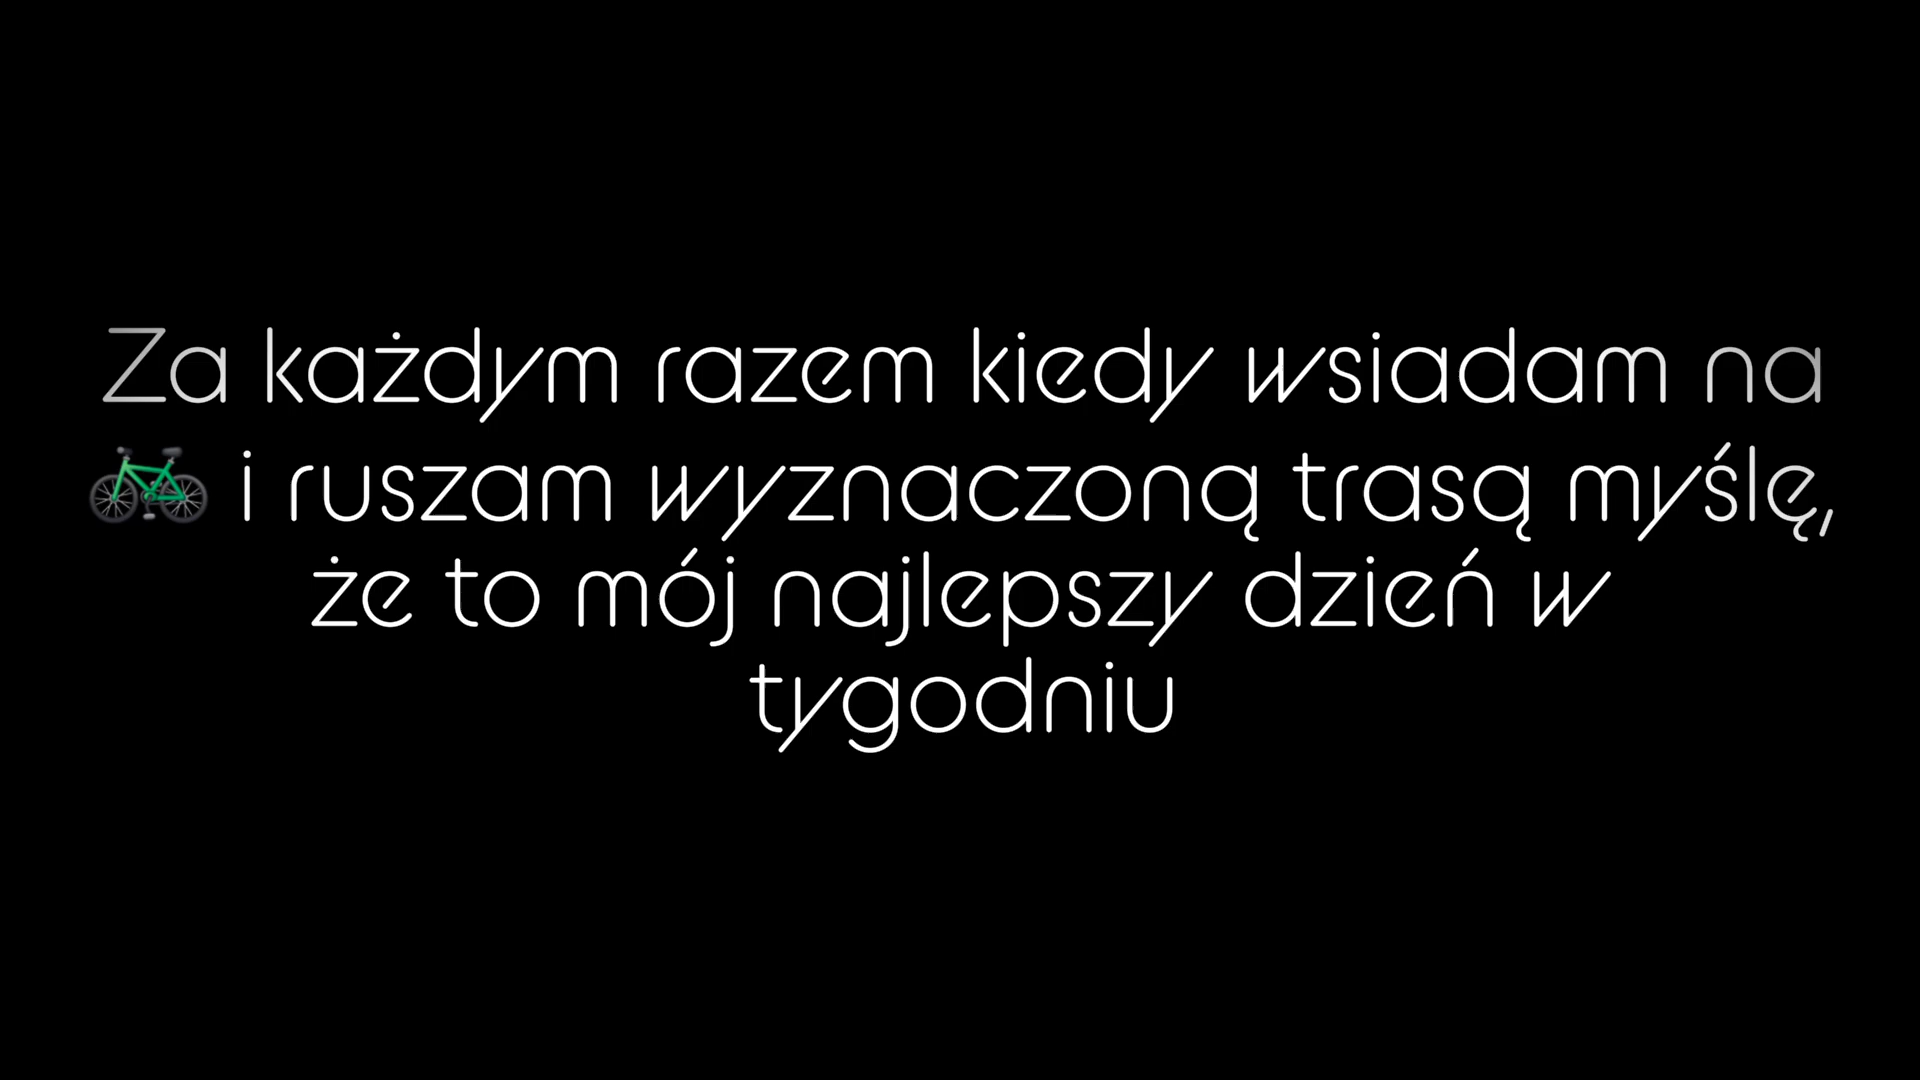 Za każdym razem kiedy wsiadam na
🚲 i ruszam wyznaczoną trasą myślę,
że to mój najlepszy dzień w
tygodniu